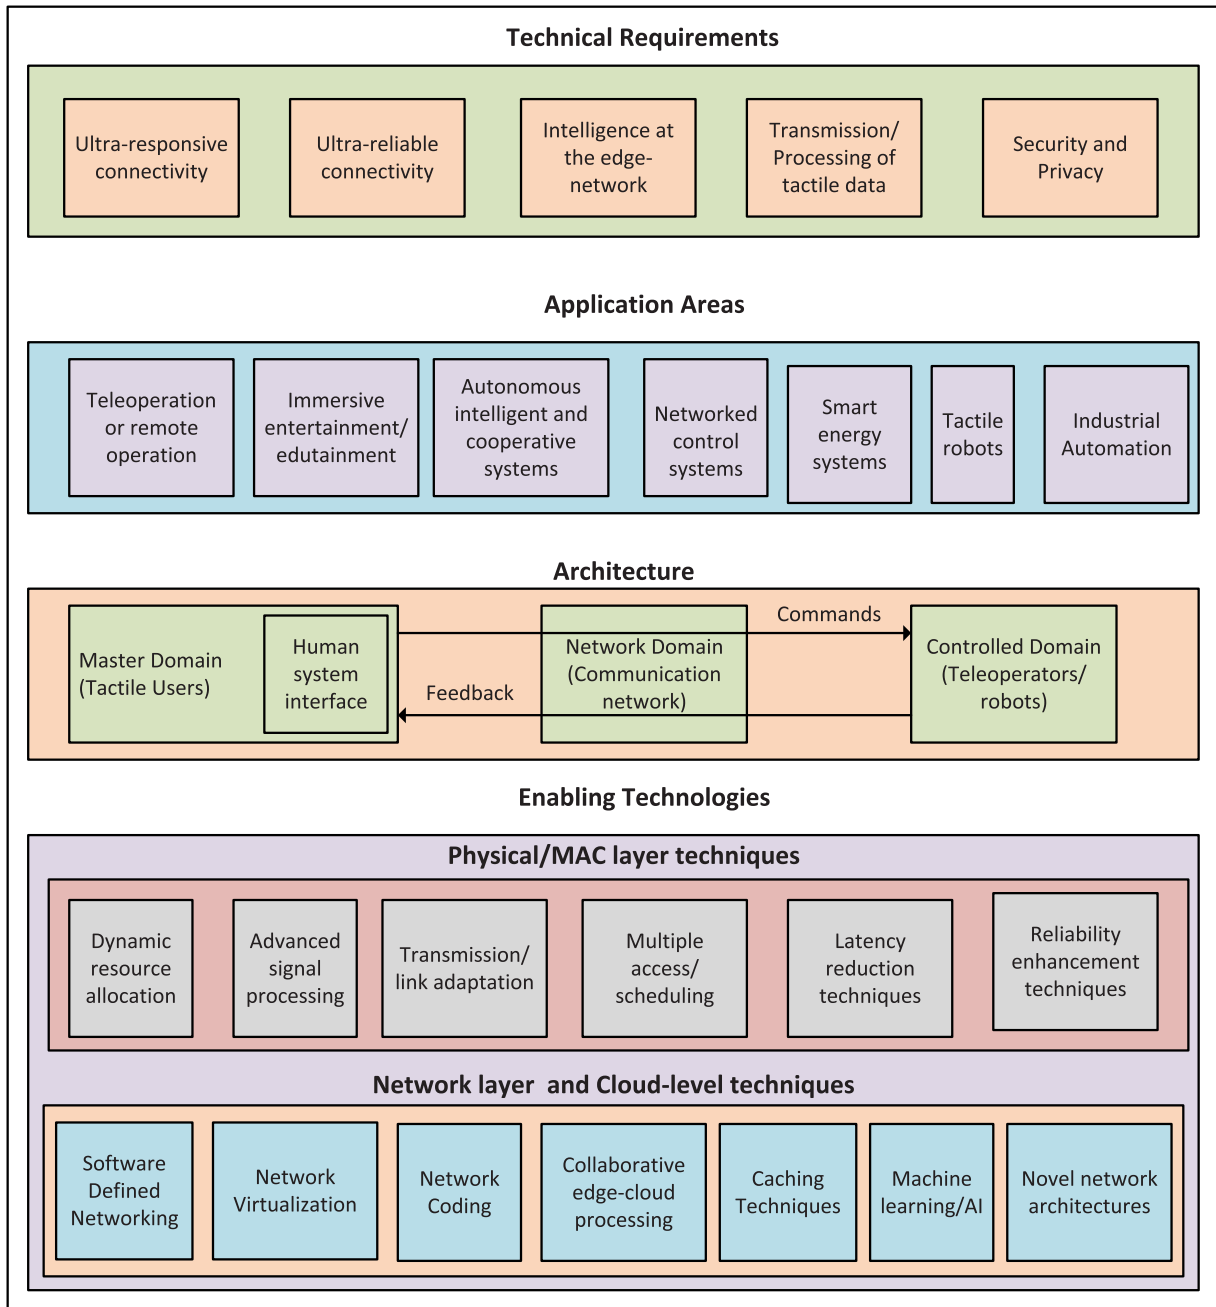 Technical Requirements
Ultra-responsive
connectivity
Ultra-reliable
connectivity
Intelligence at
the edge-
network
Transmission/
Processing of
tactile data
Security and
Privacy
Application Areas
Teleoperation
or remote
operation
Immersive
entertainment/
edutainment
Autonomous
intelligent and
cooperative
systems
Networked
control
systems
Smart
energy
systems
Tactile
robots
Industrial
Automation
Architecture
Master Domain
(Tactile Users)
Human
system
interface
Feedback
Network Domain
(Communication
network)
Commands
Controlled Domain
(Teleoperators/
robots)
Enabling Technologies
Physical/MAC layer techniques
Dynamic
resource
allocation
Advanced
signal
processing
Transmission/
link adaptation
Multiple
access/
scheduling
Latency
reduction
techniques
Reliability
enhancement
techniques
Network layer and Cloud-level techniques
Software
Defined
Networking
Network
Virtualization
Network
Coding
Collaborative
edge-cloud
processing
Caching
Techniques
Machine
learning/AI
Novel network
architectures